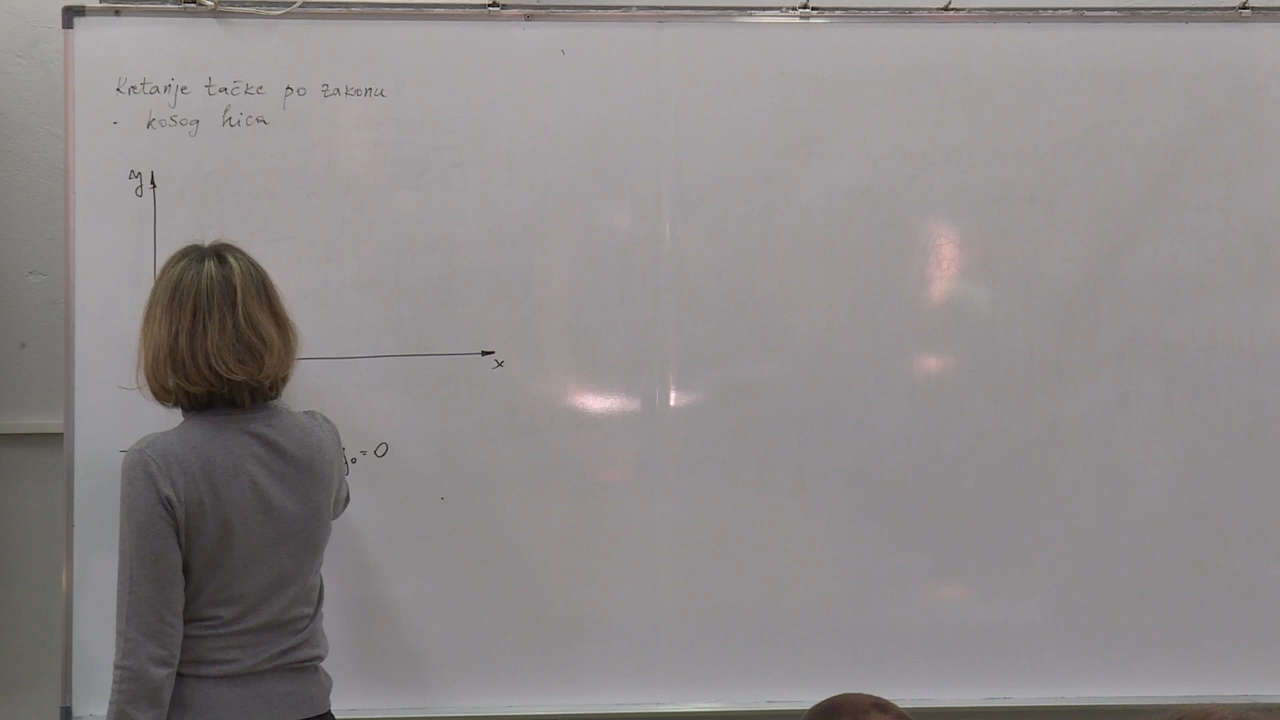 Kretanje tačke po zakonu
- kosog hica
y
x
y₀=0